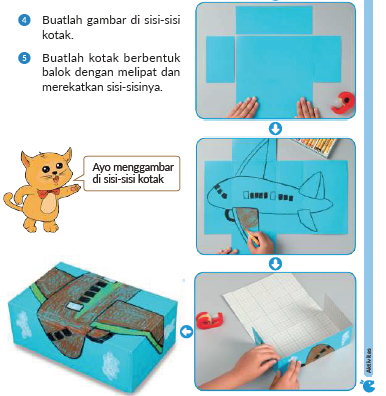 4 Buatlah gambar di sisi-sisi
kotak.
5 Buatlah kotak berbentuk
balok dengan melipat dan
merekatkan sisi-sisinya.
Ayo menggambar
di sisi-sisi kotak
Aktivitas